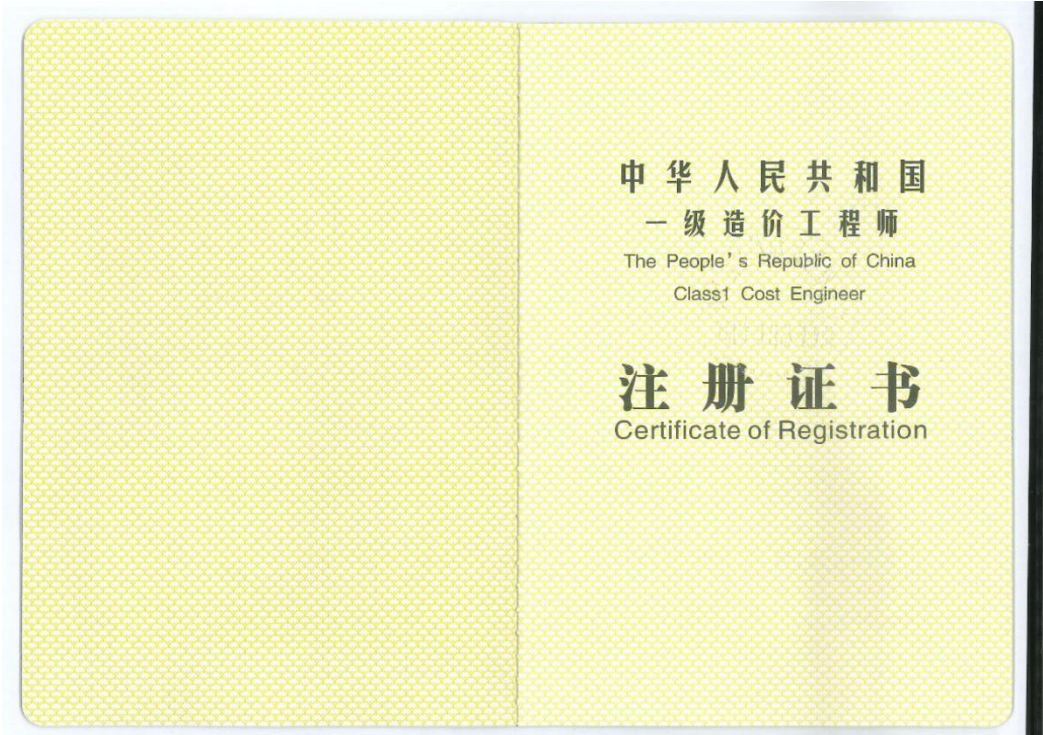 中华人民共和国
一级造价工程师
The People's Republic of China
Class1 Cost Engineer
注册证书
Certificate of Registration